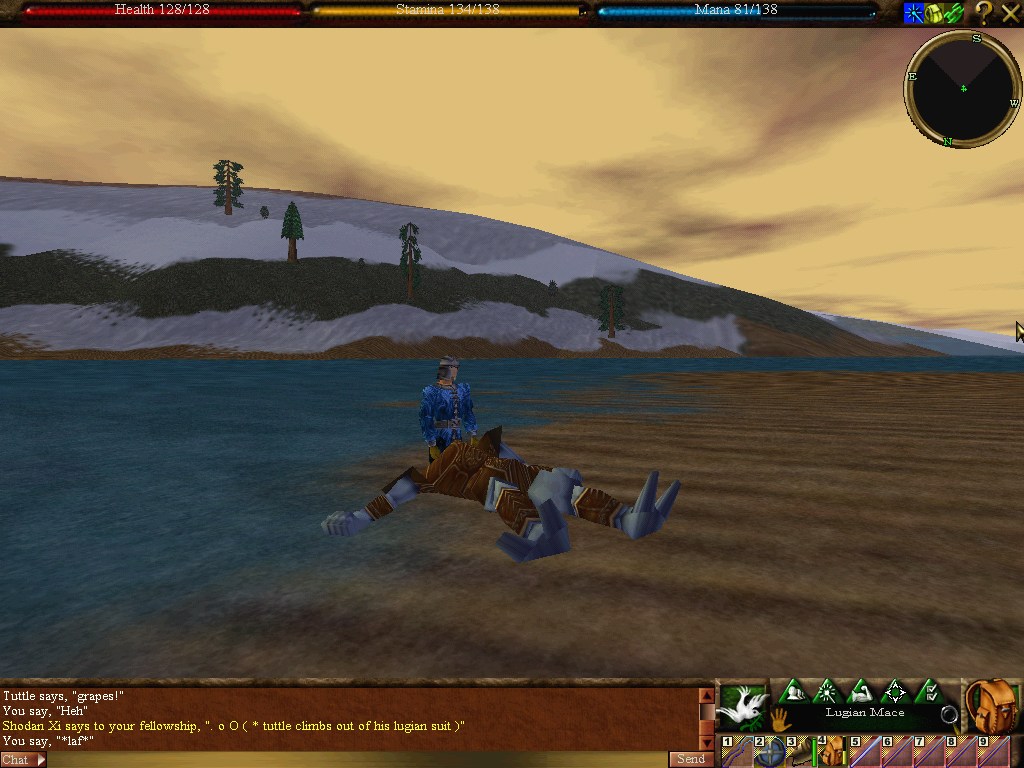 Health 128/128
Stamina 134/138
Mana 81/138
S
E
W
N
Tuttle says, "grapes!"
You say, "Heh"
Shodan Xi says to your fellowship, ". o O ( * tuttle climbs out of his lugian suit )"
You say, "*laf*"
Chat
Send
Lugian Mace
1 2 3 4 5 6 7 8 9